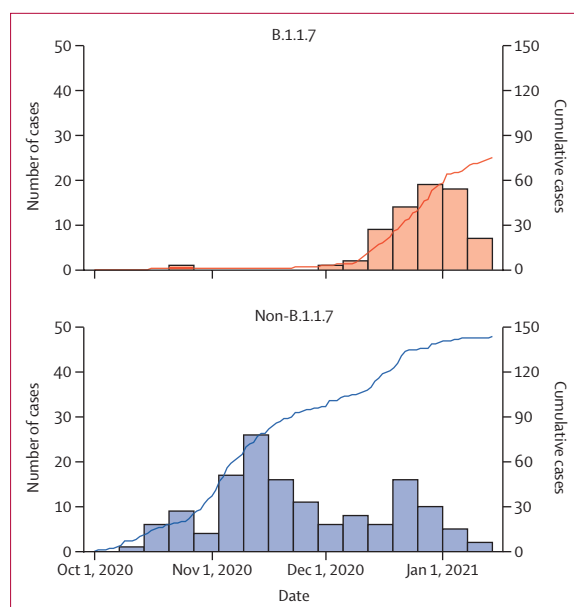 B.1.1.7
50
40
30
20
10
0
Number of cases
150
120
90
60
30
0
Cumulative cases
Non-B.1.1.7
50
40
30
20
10
0
Number of cases
150
120
90
60
30
0
Cumulative cases
Oct 1, 2020
Nov 1, 2020
Dec 1, 2020
Jan 1, 2021
Date